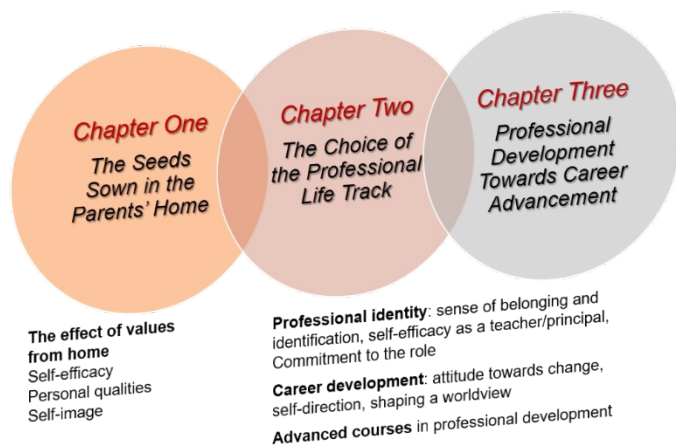 Chapter One
The Seeds
Sown in the
Parents' Home
Chapter Two
The Choice of
the Professional
Life Track
Chapter Three
Professional
Development
Towards Career
Advancement
The effect of values
from home
Self-efficacy
Personal qualities
Self-image
Professional identity: sense of belonging and
identification, self-efficacy as a teacher/principal,
Commitment to the role
Career development: attitude towards change,
self-direction, shaping a worldview
Advanced courses in professional development